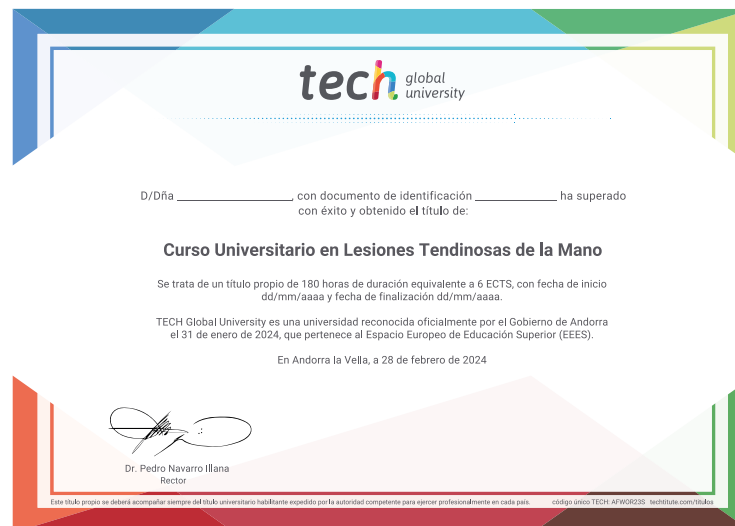 tech global university
D/Dña ______________, con documento de identificación __________ ha superado
con éxito y obtenido el título de:
Curso Universitario en Lesiones Tendinosas de la Mano
Se trata de un título propio de 180 horas de duración equivalente a 6 ECTS, con fecha de inicio
dd/mm/aaaa y fecha de finalización dd/mm/aaaa.
TECH Global University es una universidad reconocida oficialmente por el Gobierno de Andorra
el 31 de enero de 2024, que pertenece al Espacio Europeo de Educación Superior (EEES).
En Andorra la Vella, a 28 de febrero de 2024
Dr. Pedro Navarro Illana
Rector
Este título propio se deberá acompañar siempre del título universitario habilitante expedido por la autoridad competente para ejercer profesionalmente en cada país. código único TECH: AFWOR23S techtitute.com/titulos